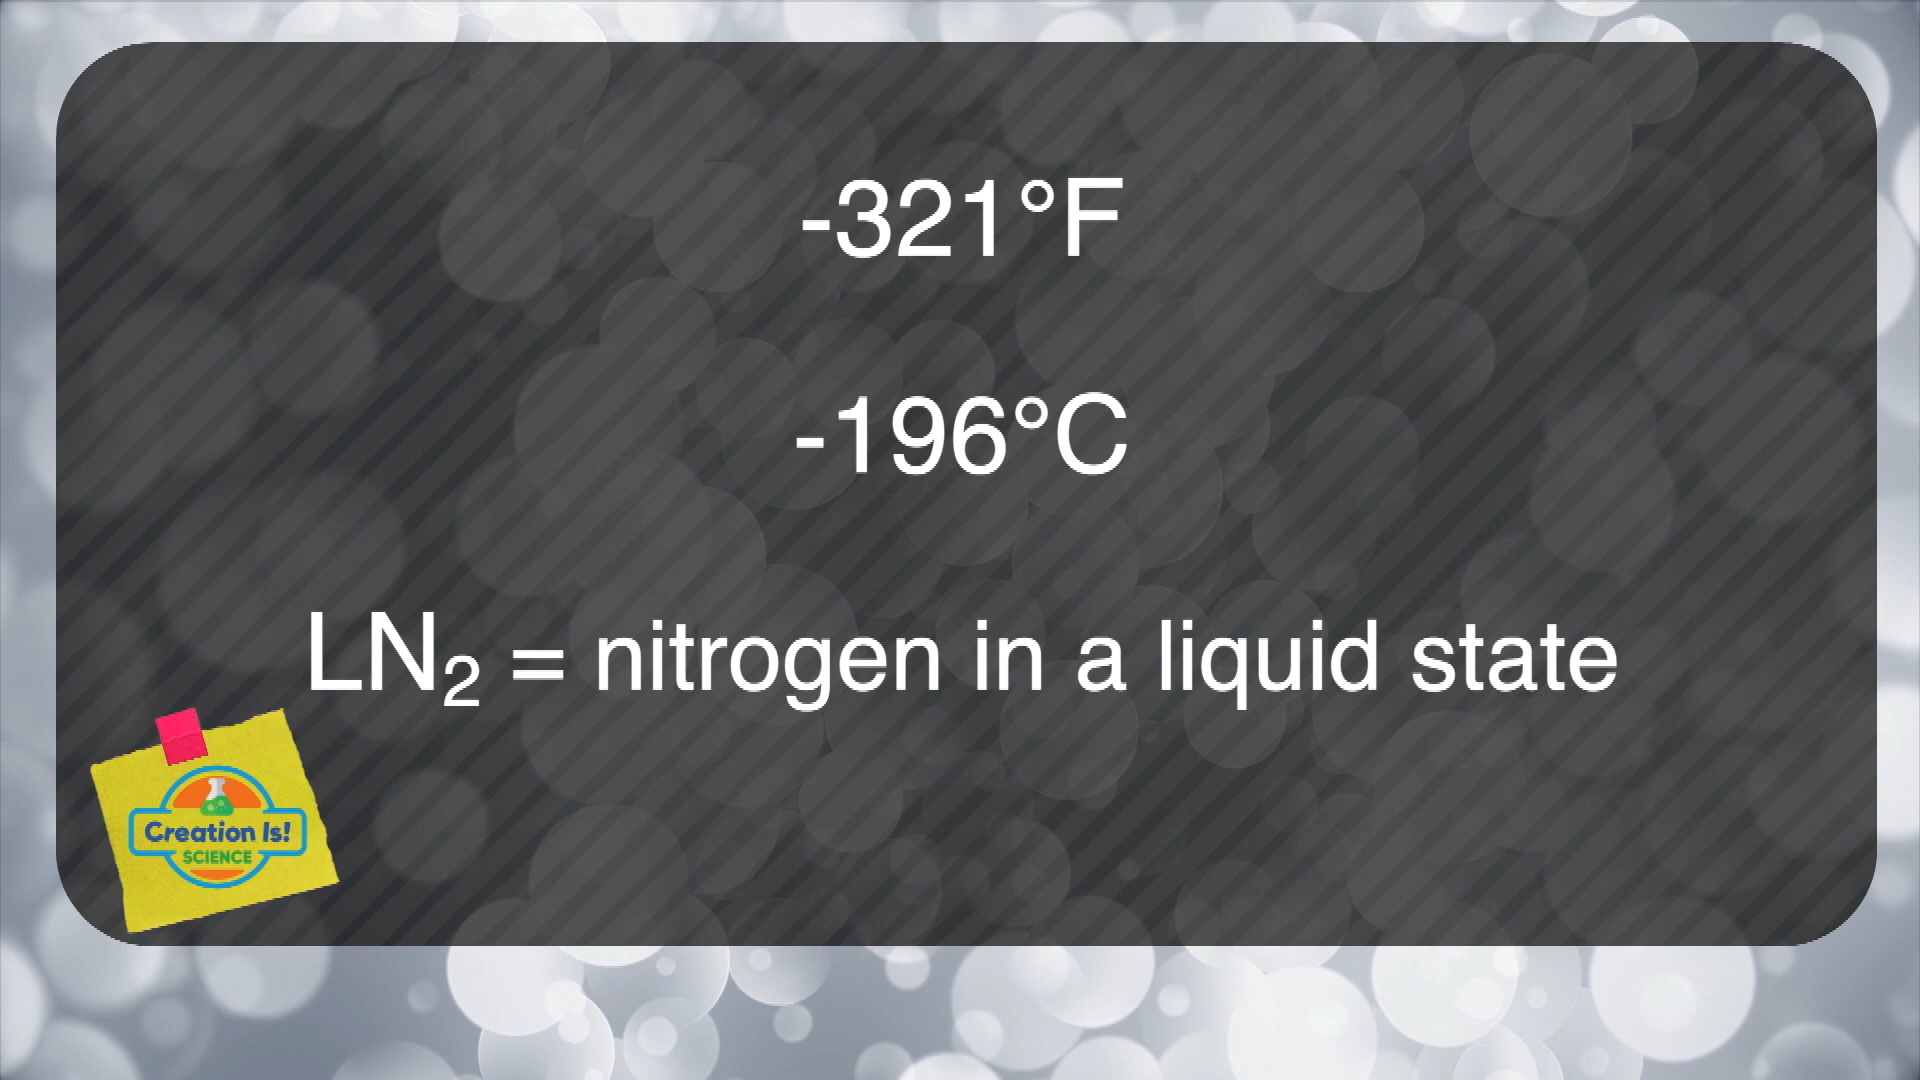 -321°F
-196°C
LN₂ = nitrogen in a liquid state
Creation Is!
SCIENCE